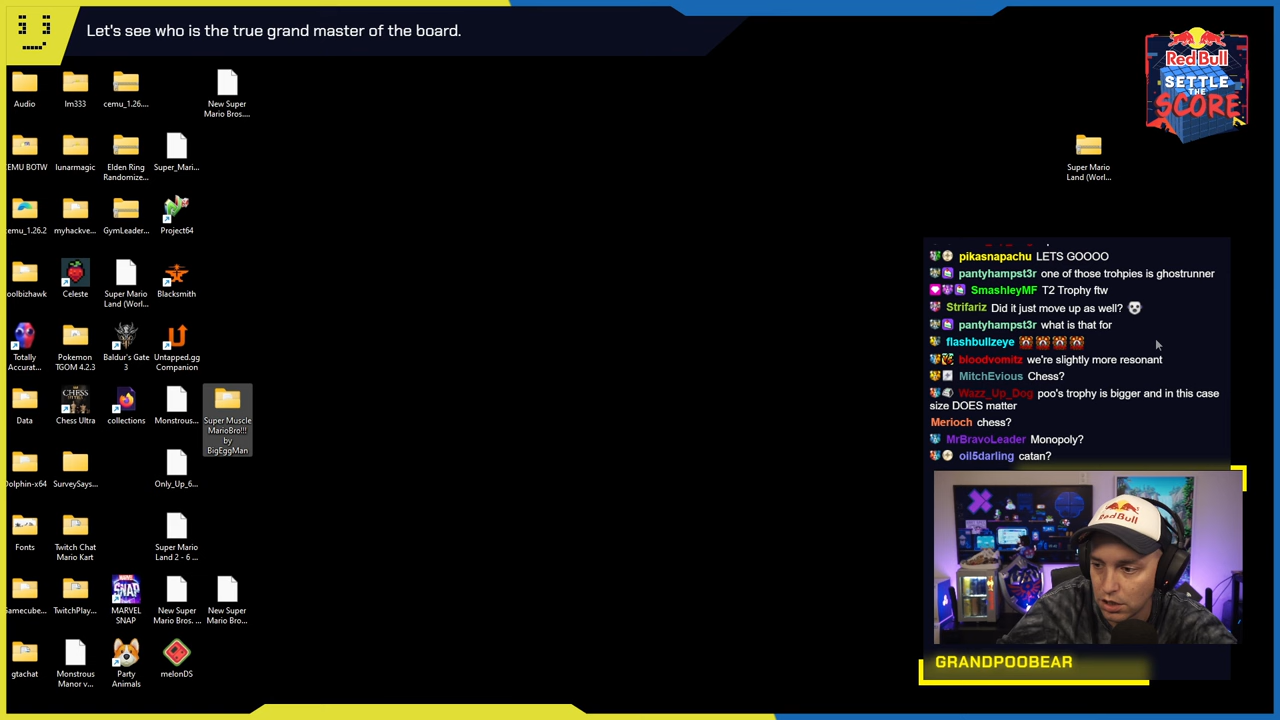 Let's see who is the true grand master of the board.
Red Bull
SETTLE
THE
SCORE
Audio
lm333
cemu_1.26....
New Super
Mario Bros....
EMU BOTW
lunarmagic
Elden Ring
Randomize...
Super_Mari...
Super Mario
Land (Worl...
emu_1.26.2
myhackve...
GymLeader...
Project64
oolbizhawk
Celeste
Super Mario
Land (Worl...
Blacksmith
Totally
Accurat...
Pokemon
TGOM 4.2.3
Baldur's Gate
3
Untapped.gg
Companion
Data
CHESS
Chess Ultra
collections
Monstrous...
Super Muscle
MarioBro!!!
by
BigEggMan
Dolphin-x64
SurveySays...
Only_Up_6...
Fonts
Twitch Chat
Mario Kart
Super Mario
Land 2 - 6 ...
Gamecube...
TwitchPlay...
MARVEL
SNAP
MARVEL
SNAP
New Super
Mario Bros. ...
New Super
Mario Bro...
gtachat
Monstrous
Manor v...
Party
Animals
melonDS
pikasnapachu LETS GOOOO
pantyhampst3r one of those trohpies is ghostrunner
SmashleyMF T2 Trophy ftw
Strifariz Did it just move up as well?
pantyhampst3r what is that for
flashbullzeye
bloodvomitz we're slightly more resonant
MitchEvious Chess?
Wazz_Up_Dog poo's trophy is bigger and in this case
size DOES matter
Merioch chess?
MrBravoLeader Monopoly?
oil5darling catan?
Red Bull
GRANDPOOBEAR